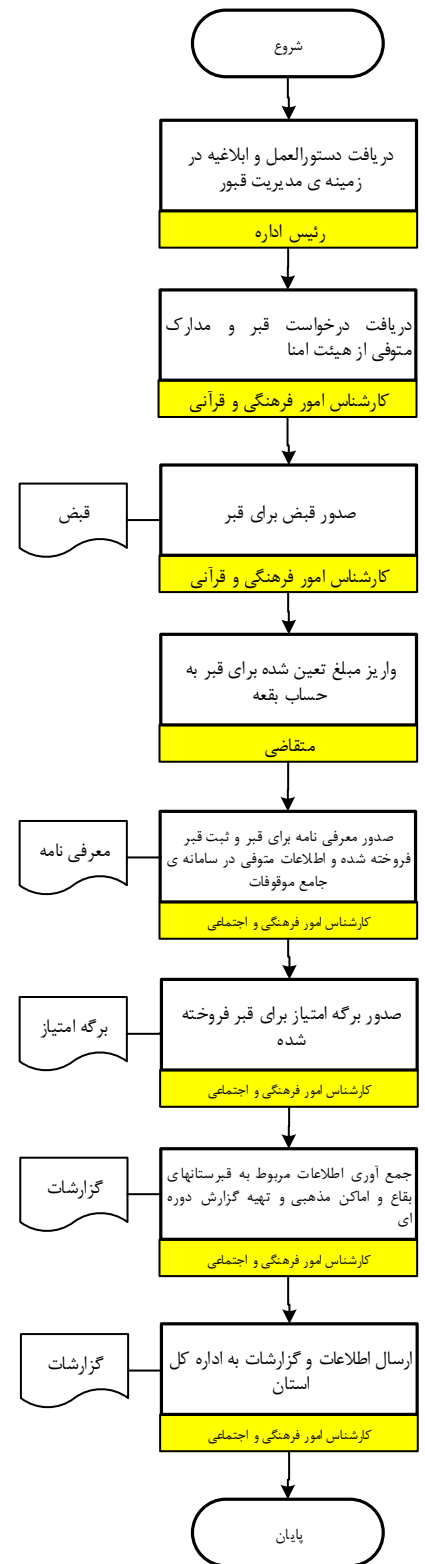 شروع
دریافت دستورالعمل و ابلاغیه در
زمینه ی مدیریت قبور
رئیس اداره
دریافت درخواست قبر و مدارک
متوفی از هیئت امنا
کارشناس امور فرهنگی و قرآنی
صدور قبض برای قبر
قبض
کارشناس امور فرهنگی و قرآنی
واریز مبلغ تعین شده برای قبر به
حساب بقعه
متقاضی
صدور معرفی نامه برای قبر و ثبت قبر
فروخته شده و اطلاعات متوفی در سامانه ی
جامع موقوفات
معرفی نامه
کارشناس امور فرهنگی و اجتماعی
صدور برگه امتیاز برای قبر فروخته
شده
برگه امتیاز
کارشناس امور فرهنگی و اجتماعی
جمع آوری اطلاعات مربوط به قبرستانهای
بقاع و اماکن مذهبی و تهیه گزارش دوره
ای
گزارشات
کارشناس امور فرهنگی و اجتماعی
ارسال اطلاعات و گزارشات به اداره کل
استان
گزارشات
کارشناس امور فرهنگی و اجتماعی
پایان